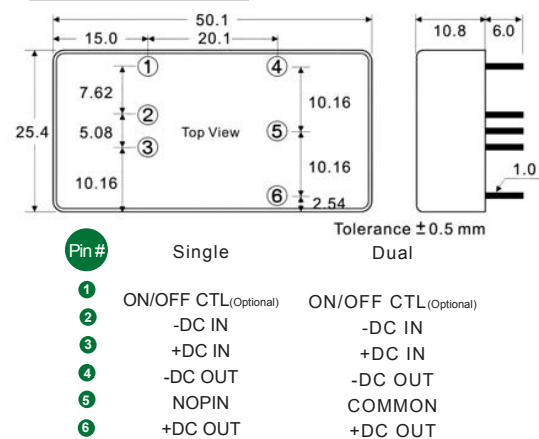 50.1
15.0 20.1
10.8 6.0
1 4
7.62
10.16
2
25.4 5.08 Top View 5
3
10.16
10.16
1.0
6 2.54
Tolerance ± 0.5 mm
Pin# Single Dual
1 ON/OFF CTL(Optional) ON/OFF CTL(Optional)
2 -DC IN -DC IN
3 +DC IN +DC IN
4 -DC OUT -DC OUT
5 NOPIN COMMON
6 +DC OUT +DC OUT